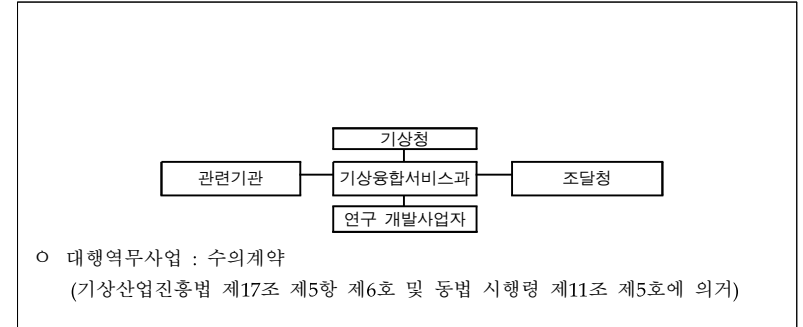 기상청
관련기관 기상융합서비스과 조달청
연구 개발사업자
ㅇ 대행역무사업 : 수의계약
(기상산업진흥법 제17조 제5항 제6호 및 동법 시행령 제11조 제5호에 의거)